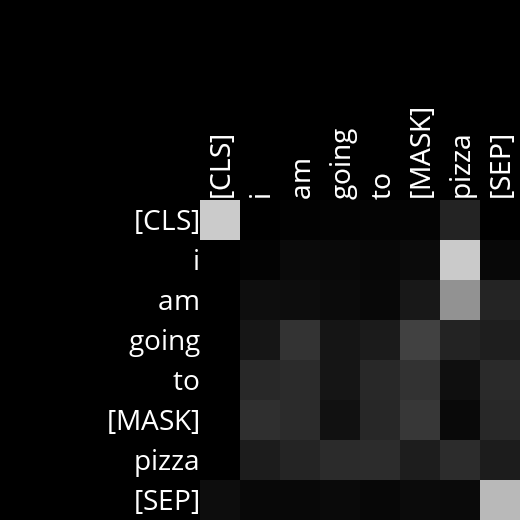 [CLS] i am going to [MASK] pizza [SEP]
[CLS]
i
am
going
to
[MASK]
pizza
[SEP]